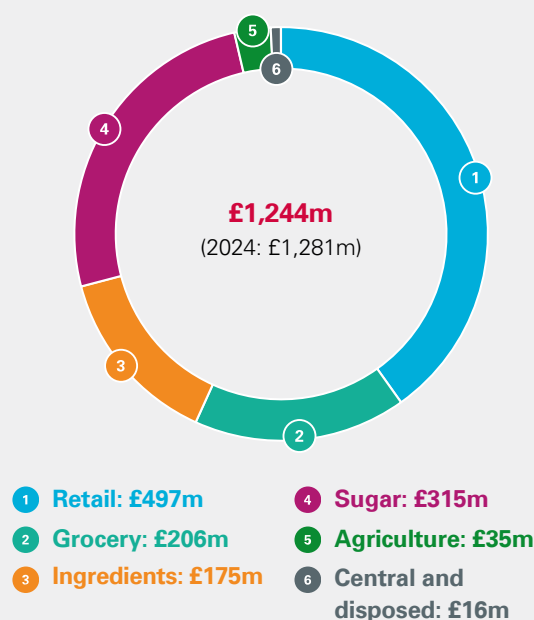 5
6
4
1
£1,244m
(2024: £1,281m)
3
2
1 Retail: £497m
2 Grocery: £206m
3 Ingredients: £175m
4 Sugar: £315m
5 Agriculture: £35m
6 Central and
disposed: £16m